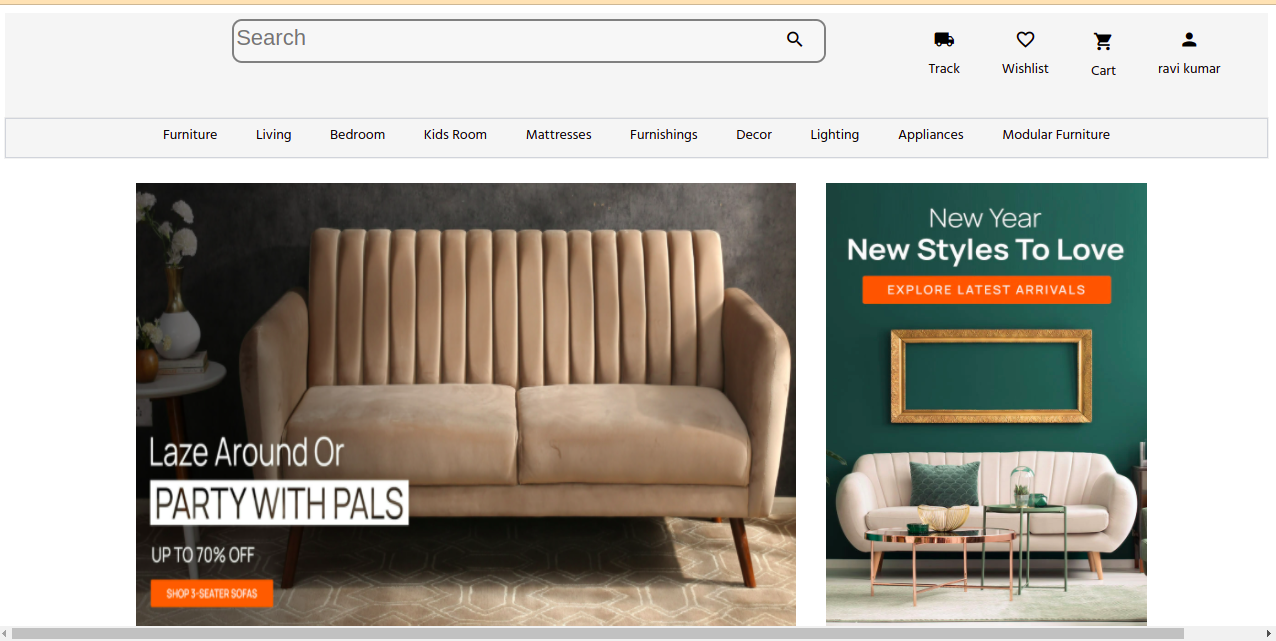 Search
Track
Wishlist
Cart
ravi kumar
Furniture Living Bedroom Kids Room Mattresses Furnishings Decor Lighting Appliances Modular Furniture
Laze Around Or
PARTY WITH PALS
UP TO 70% OFF
SHOP 3-SEATER SOFAS
New Year
New Styles To Love
EXPLORE LATEST ARRIVALS